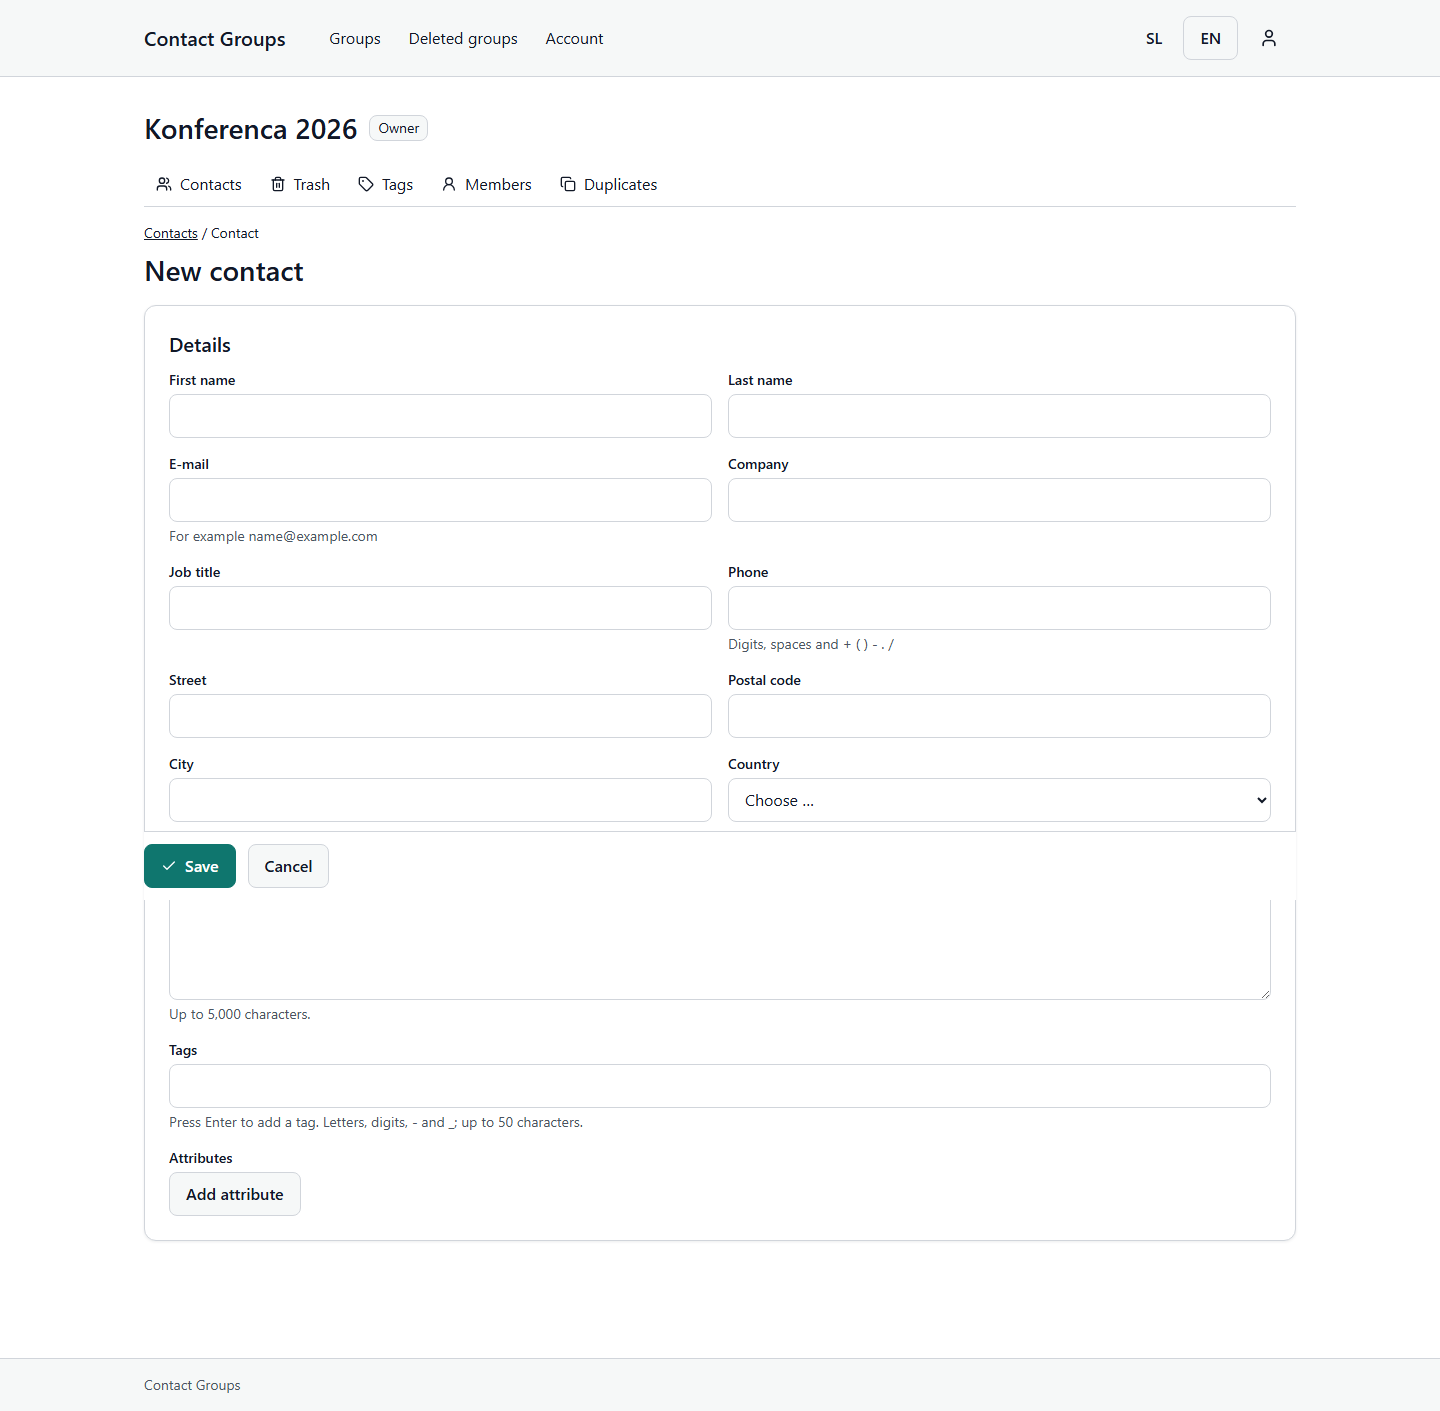 Contact Groups Groups Deleted groups Account SL EN
Konferenca 2026 Owner
Contacts Trash Tags Members Duplicates
Contacts / Contact
New contact
Details
First name Last name
E-mail Company
For example name@example.com
Job title Phone
Digits, spaces and + ( ) - . /
Street Postal code
City Country
Choose ...
Save Cancel
Up to 5,000 characters.
Tags
Press Enter to add a tag. Letters, digits, - and _; up to 50 characters.
Attributes
Add attribute
Contact Groups